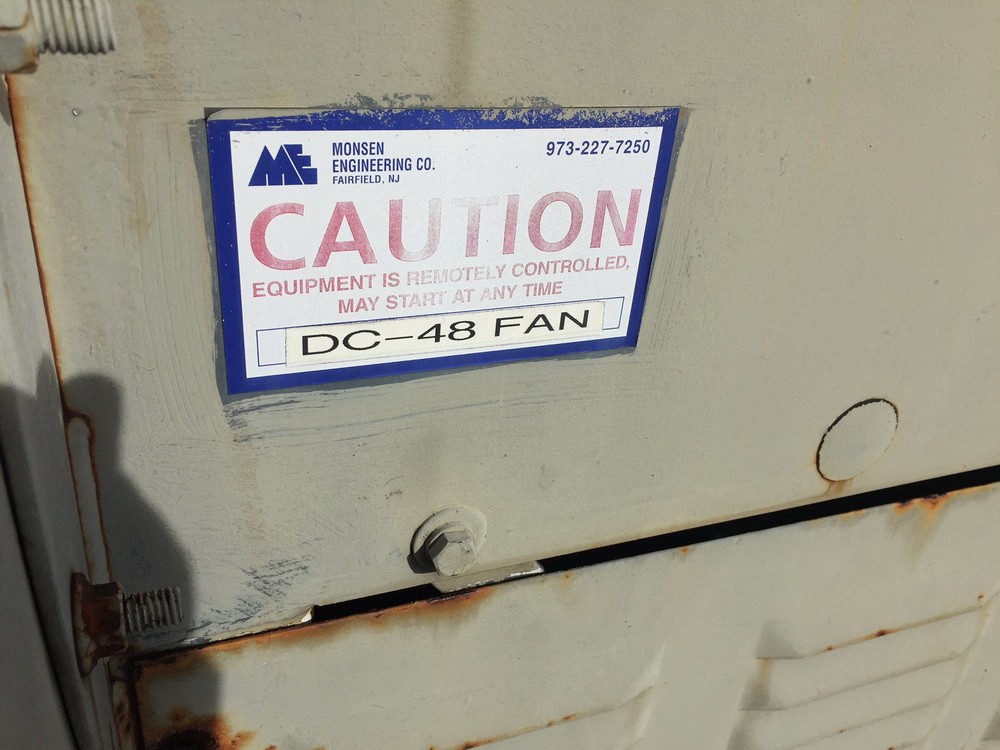 ME
MONSEN
ENGINEERING CO.
FAIRFIELD, NJ
973-227-7250
CAUTION
EQUIPMENT IS REMOTELY CONTROLLED,
MAY START AT ANY TIME
DC-48 FAN